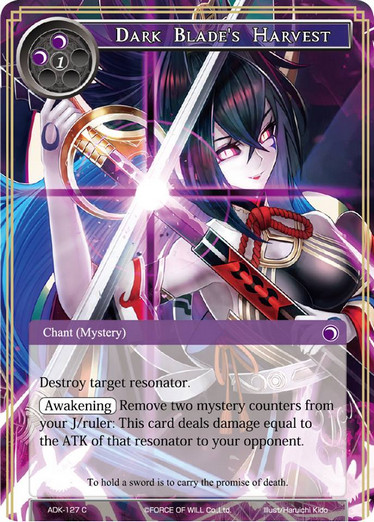 Dark Blade's Harvest
1
Chant (Mystery)
Destroy target resonator.
Awakening Remove two mystery counters from
your J/ruler: This card deals damage equal to
the ATK of that resonator to your opponent.
To hold a sword is to carry the promise of death.
ADK-127 C ©FORCE OF WILL Co.,Ltd. Illust/Haruichi Kido